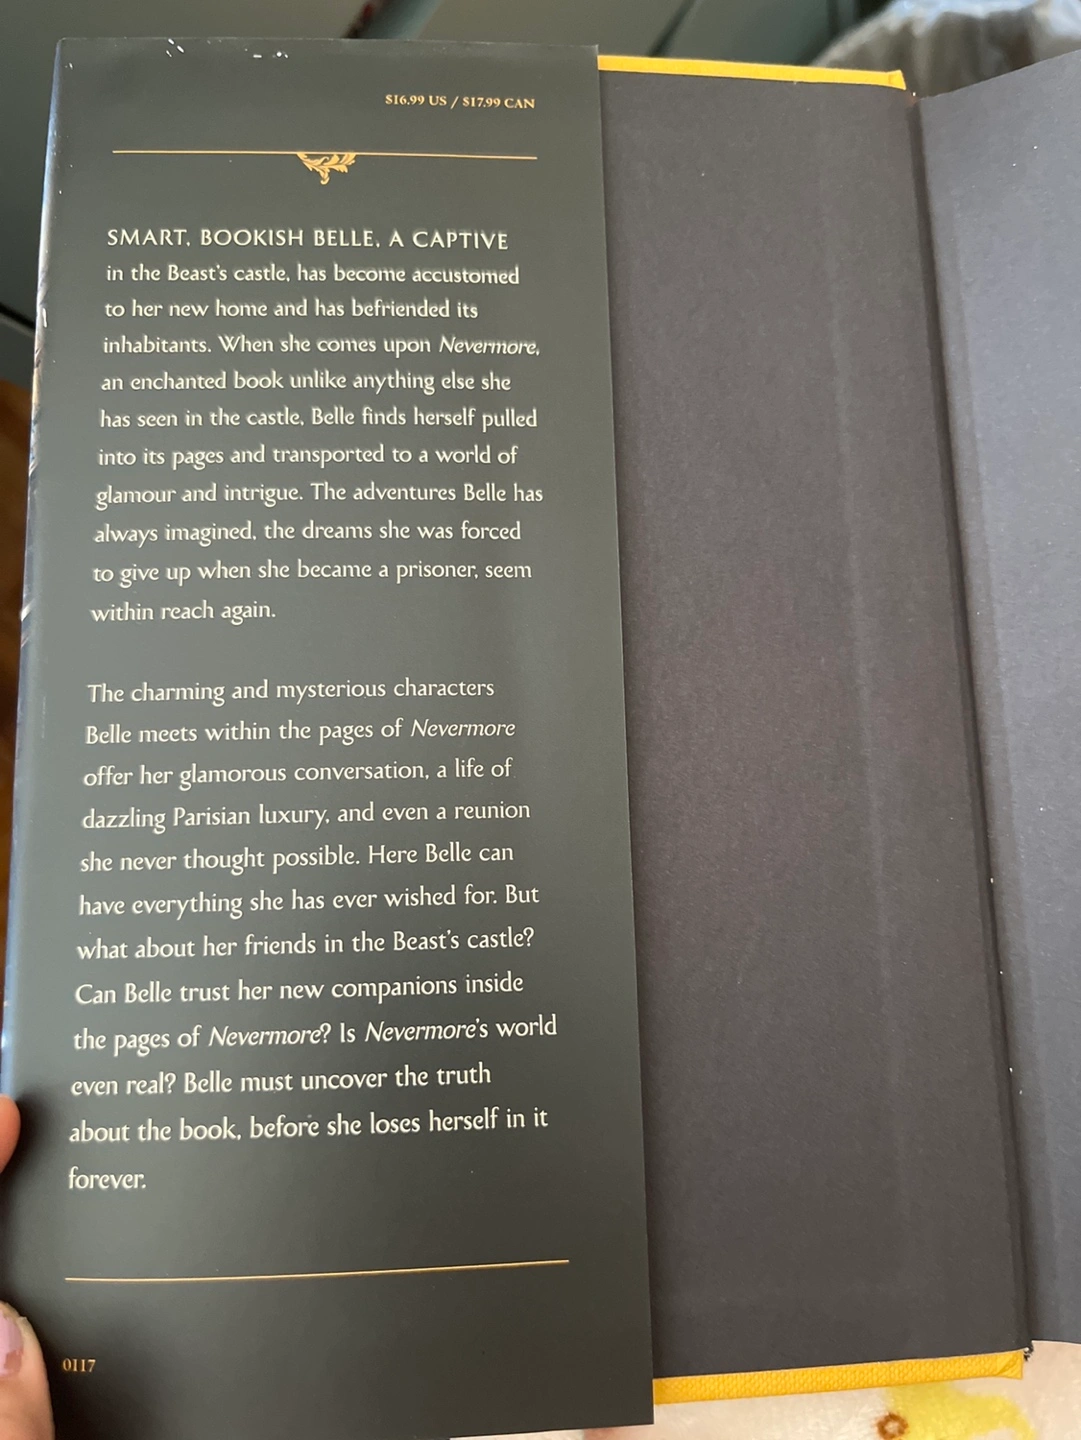 $16.99 US / $17.99 CAN
SMART, BOOKISH BELLE, A CAPTIVE
in the Beast's castle, has become accustomed
to her new home and has befriended its
inhabitants. When she comes upon Nevermore,
an enchanted book unlike anything else she
has seen in the castle, Belle finds herself pulled
into its pages and transported to a world of
glamour and intrigue. The adventures Belle has
always imagined, the dreams she was forced
to give up when she became a prisoner, seem
within reach again.
The charming and mysterious characters
Belle meets within the pages of Nevermore
offer her glamorous conversation, a life of
dazzling Parisian luxury, and even a reunion
she never thought possible. Here Belle can
have everything she has ever wished for. But
what about her friends in the Beast's castle?
Can Belle trust her new companions inside
the pages of Nevermore? Is Nevermore's world
even real? Belle must uncover the truth
about the book, before she loses herself in it
forever.
0117